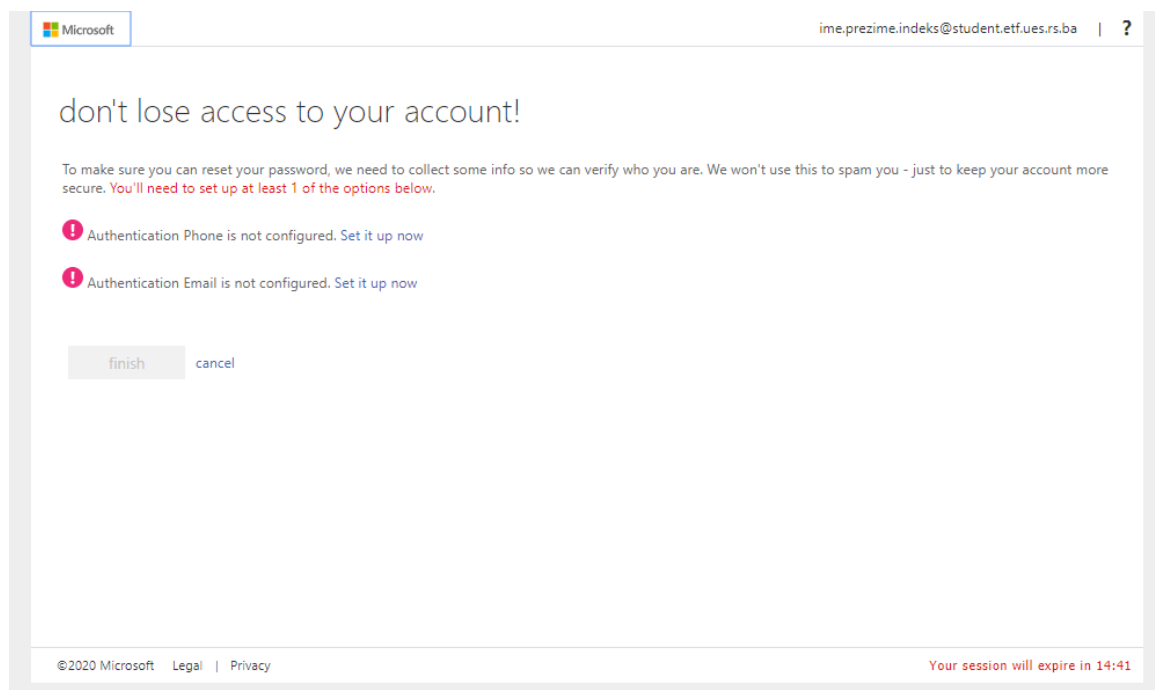 Microsoft
ime.prezime.indeks@student.etf.ues.rs.ba | ?
don't lose access to your account!
To make sure you can reset your password, we need to collect some info so we can verify who you are. We won't use this to spam you - just to keep your account more
secure. You'll need to set up at least 1 of the options below.
! Authentication Phone is not configured. Set it up now
! Authentication Email is not configured. Set it up now
finish cancel
©2020 Microsoft Legal | Privacy
Your session will expire in 14:41